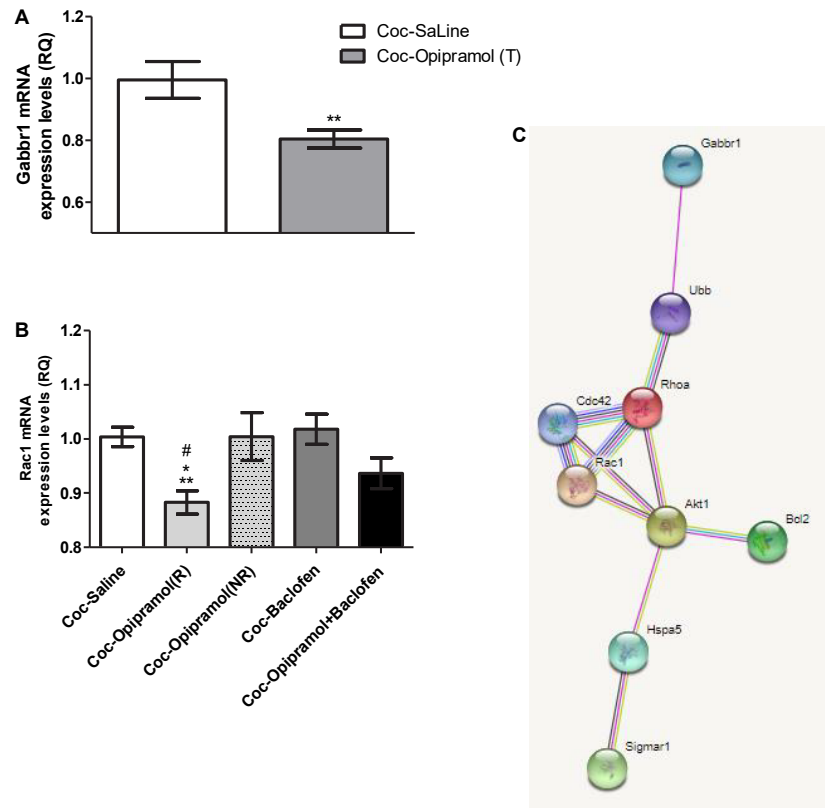 A
1.2
1.0
0.8
0.6
Gabbr1 mRNA
expression levels (RQ)
Coc-SaLine
Coc-Opipramol (T)
**
B
1.2
1.1
1.0
0.9
0.8
Rac1 mRNA
expression levels (RQ)
#
*
**
Coc-Saline
Coc-Opipramol(R)
Coc-Opipramol(NR)
Coc-Baclofen
Coc-Opipramol+Baclofen
C
Gabbr1
Ubb
Rhoa
Cdc42
Rac1
Akt1
Bcl2
Hspa5
Sigmar1